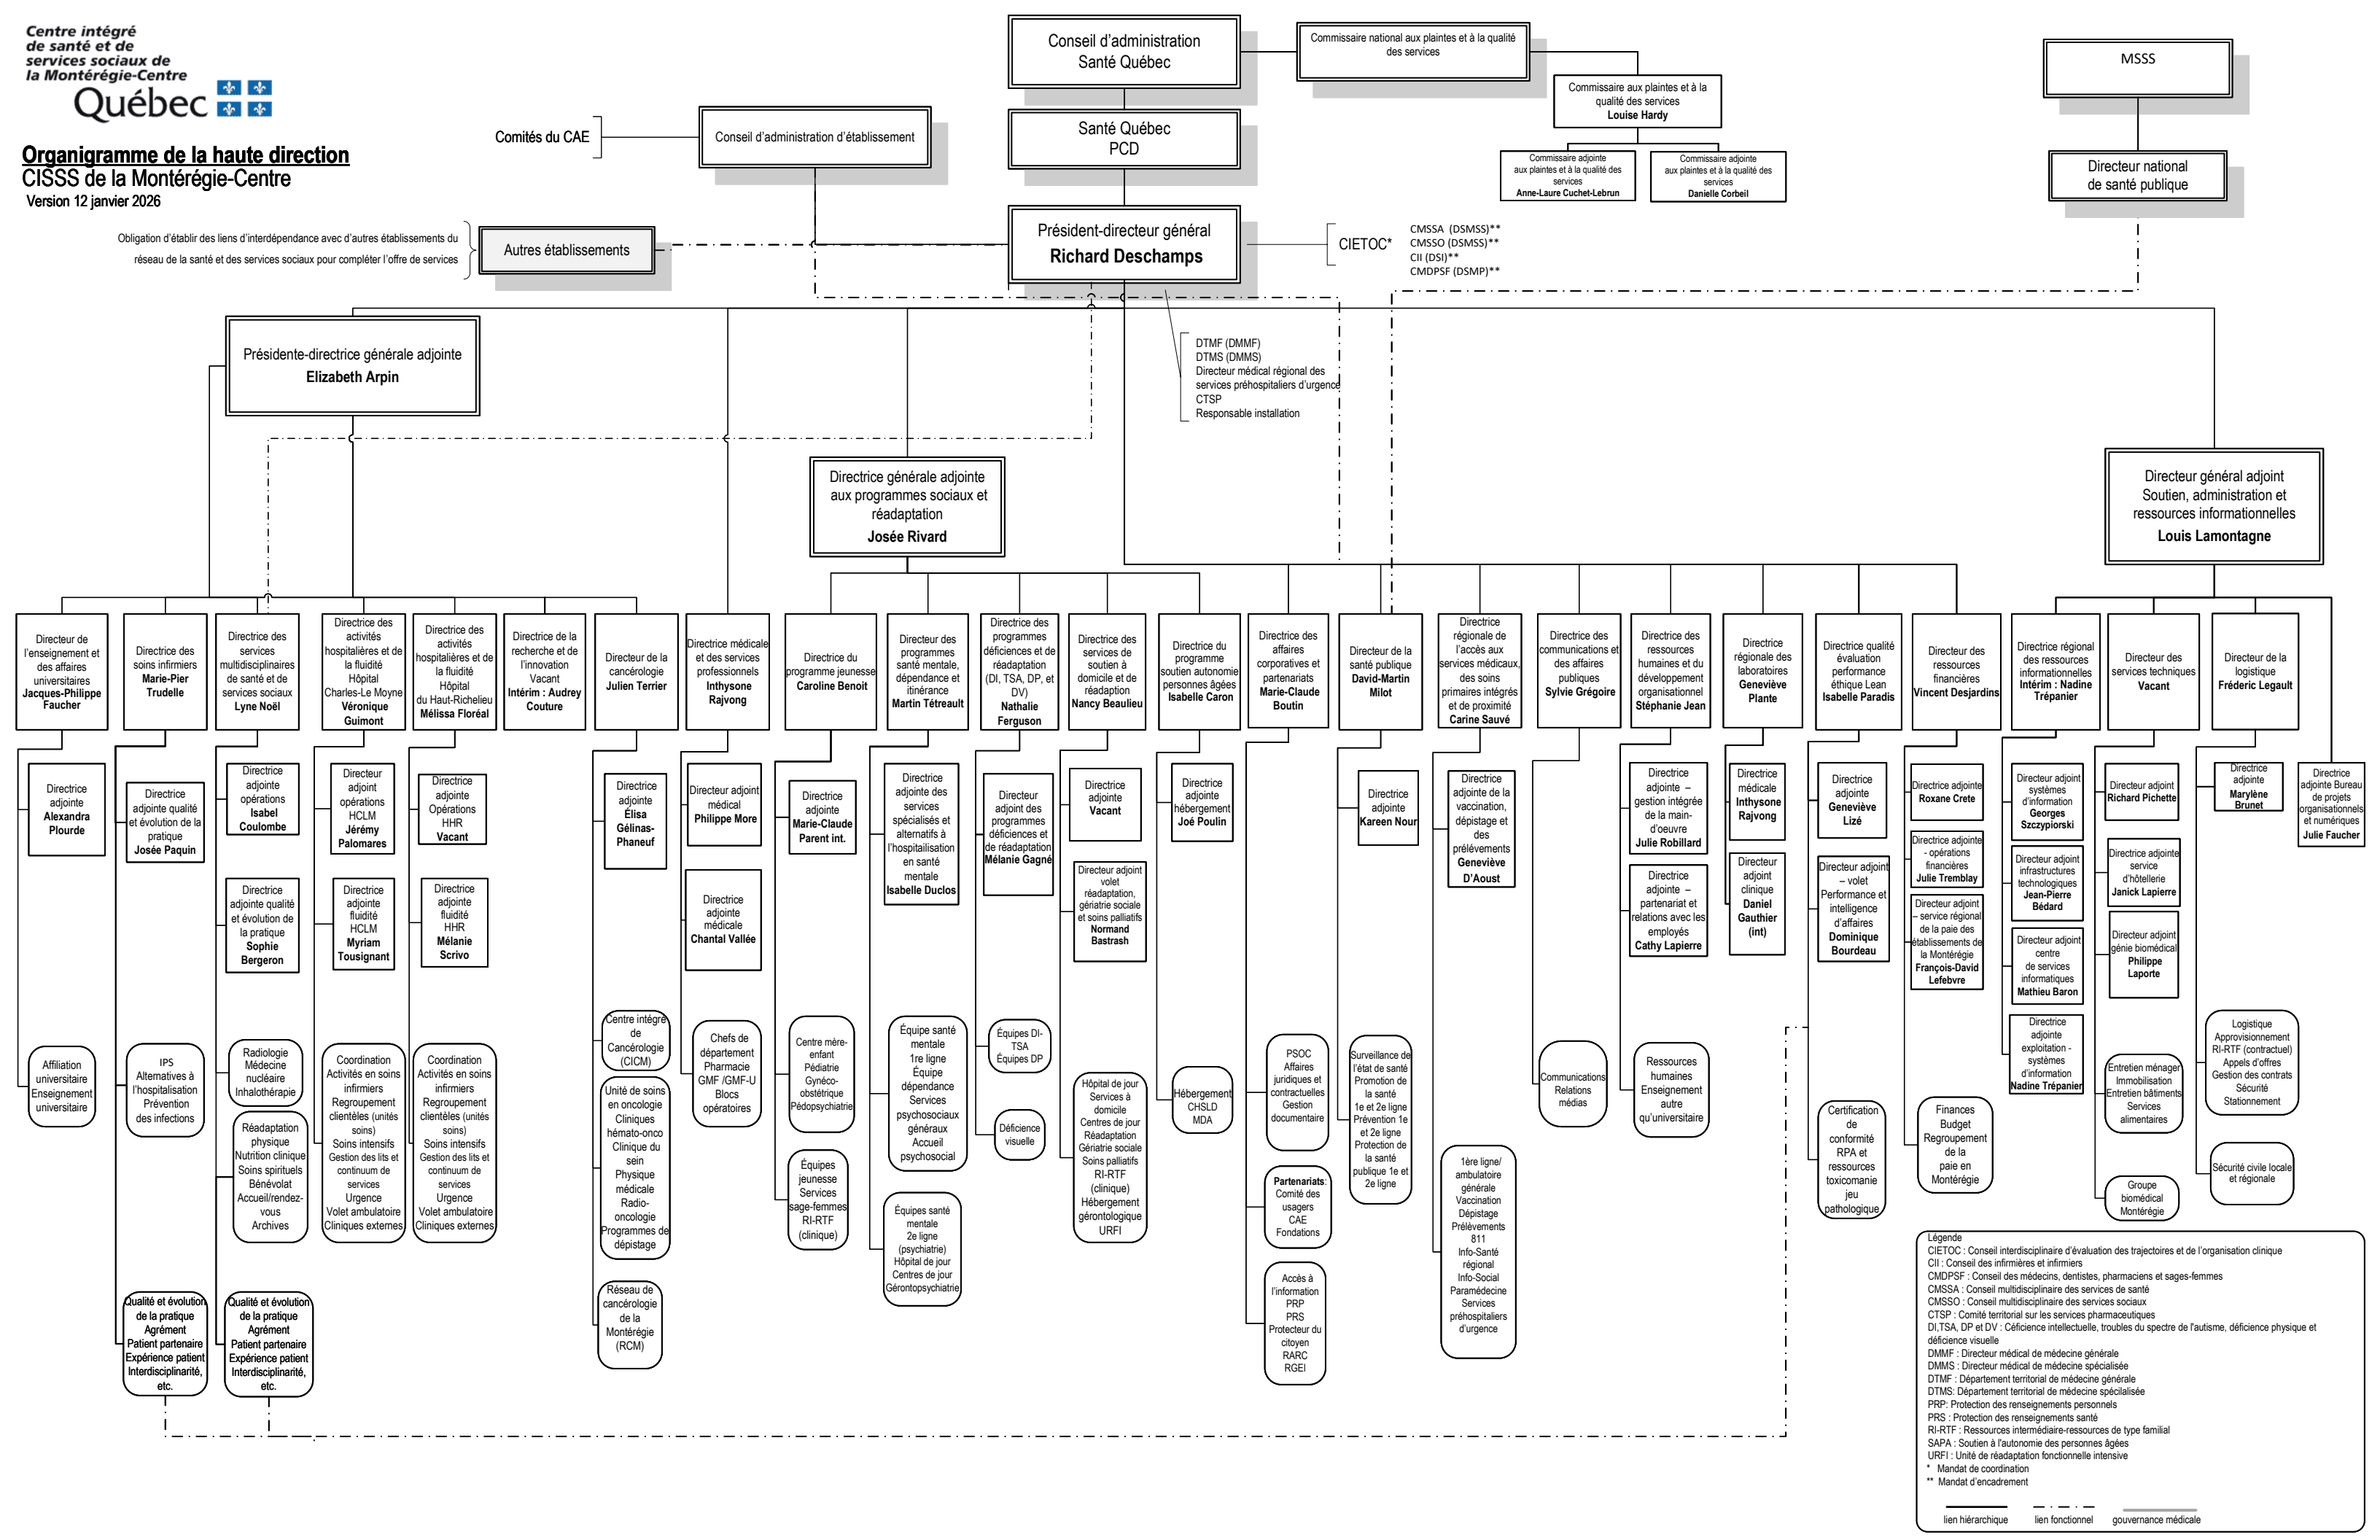 Centre intégré
de santé et de
services sociaux de
la Montérégie-Centre
Québec
Organigramme de la haute direction
CISSS de la Montérégie-Centre
Version 12 janvier 2026
Conseil d'administration
Santé Québec
Commissaire national aux plaintes et à la qualité
des services
Commissaire aux plaintes et à la
qualité des services
Louise Hardy
Commissaire adjointe
aux plaintes et à la qualité des
services
Anne-Laure Cuchet-Lebrun
Commissaire adjointe
aux plaintes et à la qualité des
services
Danielle Corbeil
MSSS
Directeur national
de santé publique
Comités du CAE
Conseil d'administration d'établissement
Santé Québec
PCD
Obligation d'établir des liens d'interdépendance avec d'autres établissements du
réseau de la santé et des services sociaux pour compléter l'offre de services
Autres établissements
Président-directeur général
Richard Deschamps
CIETOC*
CMSSA (DSMSS)**
CMSSO (DSMSS)**
CII (DSI)**
CMDPSF (DSMP)**
DTMF (DMMF)
DTMS (DMMS)
Directeur médical régional des
services préhospitaliers d'urgence
CTSP
Responsable installation
Présidente-directrice générale adjointe
Elizabeth Arpin
Directrice générale adjointe
aux programmes sociaux et
réadaptation
Josée Rivard
Directeur général adjoint
Soutien, administration et
ressources informationnelles
Louis Lamontagne
Directeur de
l'enseignement et
des affaires
universitaires
Jacques-Philippe
Faucher
Directrice des
soins infirmiers
Marie-Pier
Trudelle
Directrice des
services
multidisciplinaires
de santé et de
services sociaux
Lyne Noël
Directrice des
activités
hospitalières et de
la fluidité
Hôpital
Charles-Le Moyne
Véronique
Guimont
Directrice des
activités
hospitalières et de
la fluidité
Hôpital
du Haut-Richelieu
Mélissa Floréal
Directrice de la
recherche et de
l'innovation
Vacant
Intérim : Audrey
Couture
Directeur de la
cancérologie
Julien Terrier
Directrice médicale
et des services
professionnels
Inthysone
Rajvong
Directrice du
programme jeunesse
Caroline Benoit
Directeur des
programmes
santé mentale,
dépendance et
itinérance
Martin Tétreault
Directrice des
programmes
déficiences et de
réadaptation
(DI, TSA, DP, et
DV)
Nathalie
Ferguson
Directrice des
services de
soutien à
domicile et de
réadaption
Nancy Beaulieu
Directrice du
programme
soutien autonomie
personnes âgées
Isabelle Caron
Directrice des
affaires
corporatives et
partenariats
Marie-Claude
Boutin
Directeur de la
santé publique
David-Martin
Milot
Directrice
régionale de
l'accès aux
services médicaux,
des soins
primaires intégrés
et de proximité
Carine Sauvé
Directrice des
communications et
des affaires
publiques
Sylvie Grégoire
Directrice des
ressources
humaines et du
développement
organisationnel
Stéphanie Jean
Directrice
régionale des
laboratoires
Geneviève
Plante
Directrice qualité
évaluation
performance
éthique Lean
Isabelle Paradis
Directeur des
ressources
financières
Vincent Desjardins
Directrice régional
des ressources
informationnelles
Intérim : Nadine
Trépanier
Directeur des
services techniques
Vacant
Directeur de la
logistique
Fréderic Legault
Directrice
adjointe
Alexandra
Plourde
Directrice
adjointe qualité
et évolution de la
pratique
Josée Paquin
Directrice
adjointe
opérations
Isabel
Coulombe
Directeur
adjoint
opérations
HCLM
Jérémy
Palomares
Directrice
adjointe
Opérations
HHR
Vacant
Directrice
adjointe
Élisa
Gélinas-
Phaneuf
Directeur adjoint
médical
Philippe More
Directrice
adjointe
Marie-Claude
Parent int.
Directrice
adjointe des
services
spécialisés et
alternatifs à
l'hospitailisation
en santé
mentale
Isabelle Duclos
Directeur
adjoint des
programmes
déficiences et
de réadaption
Mélanie Gagné
Directrice
adjointe
Vacant
Directrice
adjointe
hébergement
Joé Poulin
Directrice
adjointe
Kareen Nour
Directrice
adjointe de la
vaccination,
dépistage et
des
prélévements
Geneviève
D'Aoust
Directrice
adjointe –
gestion intégrée
de la main-
d'oeuvre
Julie Robillard
Directrice
médicale
Inthysone
Rajvong
Directrice
adjointe
Geneviève
Lizé
Directrice adjointe
Roxane Crete
Directeur adjoint
systèmes
d'information
Georges
Szczypiorski
Directeur adjoint
Richard Pichette
Directrice
adjointe
Marylène
Brunet
Directrice
adjointe Bureau
de projets
organisationnels
et numériques
Julie Faucher
Directrice
adjointe qualité
et évolution de
la pratique
Sophie
Bergeron
Directrice
adjointe
fluidité
HCLM
Myriam
Tousignant
Directrice
adjointe
fluidité
HHR
Mélanie
Scrivo
Directrice
adjointe
médicale
Chantal Vallée
Directeur adjoint
volet
réadaptation,
gériatrie sociale
et soins palliatifs
Normand
Bastrash
Directrice
adjointe –
partenariat et
relations avec les
employés
Cathy Lapierre
Directeur
adjoint
clinique
Daniel
Gauthier
(int)
Directeur adjoint
– volet
Performance et
intelligence
d'affaires
Dominique
Bourdeau
Directrice adjointe
- opérations
financières
Julie Tremblay
Directeur adjoint
– service régional
de la paie des
établissements de
la Montérégie
François-David
Lefebvre
Directeur adjoint
infrastructures
technologiques
Jean-Pierre
Bédard
Directeur adjoint
centre
de services
informatiques
Mathieu Baron
Directrice
adjointe
exploitation -
systèmes
d'information
Nadine Trépanier
Directrice adjointe
service
d'hôtellerie
Janick Lapierre
Directeur adjoint
génie biomédical
Philippe
Laporte
Affiliation
universitaire
Enseignement
universitaire
IPS
Alternatives à
l'hospitalisation
Prévention
des infections
Radiologie
Médecine
nucléaire
Inhalothérapie
Réadaptation
physique
Nutrition clinique
Soins spirituels
Bénévolat
Accueil/rendez-
vous
Archives
Coordination
Activités en soins
infirmiers
Regroupement
clientèles (unités
soins)
Soins intensifs
Gestion des lits et
continuum de
services
Urgence
Volet ambulatoire
Cliniques externes
Coordination
Activités en soins
infirmiers
Regroupement
clientèles (unités
soins)
Soins intensifs
Gestion des lits et
continuum de
services
Urgence
Volet ambulatoire
Cliniques externes
Centre intégré
de
Cancérologie
(CICM)
Unité de soins
en oncologie
Cliniques
hémato-onco
Clinique du
sein
Physique
médicale
Radio-
oncologie
Programmes de
dépistage
Réseau de
cancérologie
de la
Montérégie
(RCM)
Chefs de
département
Pharmacie
GMF /GMF-U
Blocs
opératoires
Centre mère-
enfant
Pédiatrie
Gynéco-
obstétrique
Pédopsychiatrie
Équipes
jeunesse
Services
sage-femmes
RI-RTF
(clinique)
Équipe santé
mentale
1re ligne
Équipe
dépendance
Services
psychosociaux
généraux
Accueil
psychosocial
Équipes santé
mentale
2e ligne
(psychiatrie)
Hôpital de jour
Centres de jour
Gérontopsychiatrie
Équipes DI-
TSA
Équipes DP
Déficience
visuelle
Hôpital de jour
Services à
domicile
Centres de jour
Réadaptation
Gériatrie sociale
Soins palliatifs
RI-RTF
(clinique)
Hébergement
gérontologique
URFI
Hébergement
CHSLD
MDA
PSOC
Affaires
juridiques et
contractuelles
Gestion
documentaire
Partenariats:
Comité des
usagers
CAE
Fondations
Accès à
l'information
PRP
PRS
Protecteur du
citoyen
RARC
RGEI
Surveillance de
l'état de santé
Promotion de
la santé
1e et 2e ligne
Prévention 1e
et 2e ligne
Protection de
la santé
publique 1e et
2e ligne
1ère ligne/
ambulatoire
générale
Vaccination
Dépistage
Prélèvements
811
Info-Santé
régional
Info-Social
Paramédecine
Services
préhospitaliers
d'urgence
Communications
Relations
médias
Ressources
humaines
Enseignement
autre
qu'universitaire
Certification
de
conformité
RPA et
ressources
toxicomanie
jeu
pathologique
Finances
Budget
Regroupement
de la
paie en
Montérégie
Entretien ménager
Immobilisation
Entretien bâtiments
Services
alimentaires
Groupe
biomédical
Montérégie
Logistique
Approvisionnement
RI-RTF (contractuel)
Appels d'offres
Gestion des contrats
Sécurité
Stationnement
Sécurité civile locale
et régionale
Qualité et évolution
de la pratique
Agrément
Patient partenaire
Expérience patient
Interdisciplinarité,
etc.
Qualité et évolution
de la pratique
Agrément
Patient partenaire
Expérience patient
Interdisciplinarité,
etc.
Légende
CIETOC : Conseil interdisciplinaire d'évaluation des trajectoires et de l'organisation clinique
CII : Conseil des infirmières et infirmiers
CMDPSF : Conseil des médecins, dentistes, pharmaciens et sages-femmes
CMSSA : Conseil multidisciplinaire des services de santé
CMSSO : Conseil multidisciplinaire des services sociaux
CTSP : Comité territorial sur les services pharmaceutiques
DI,TSA, DP et DV : Céficience intellectuelle, troubles du spectre de l'autisme, déficience physique et
déficience visuelle
DMMF : Directeur médical de médecine générale
DMMS : Directeur médical de médecine spécialisée
DTMF : Département territorial de médecine générale
DTMS: Département territorial de médecine spécilalisée
PRP: Protection des renseignements personnels
PRS : Protection des renseignements santé
RI-RTF : Ressources intermédiaire-ressources de type familial
SAPA : Soutien à l'autonomie des personnes âgées
URFI : Unité de réadaptation fonctionnelle intensive
* Mandat de coordination
** Mandat d'encadrement
lien hiérarchique
lien fonctionnel
gouvernance médicale